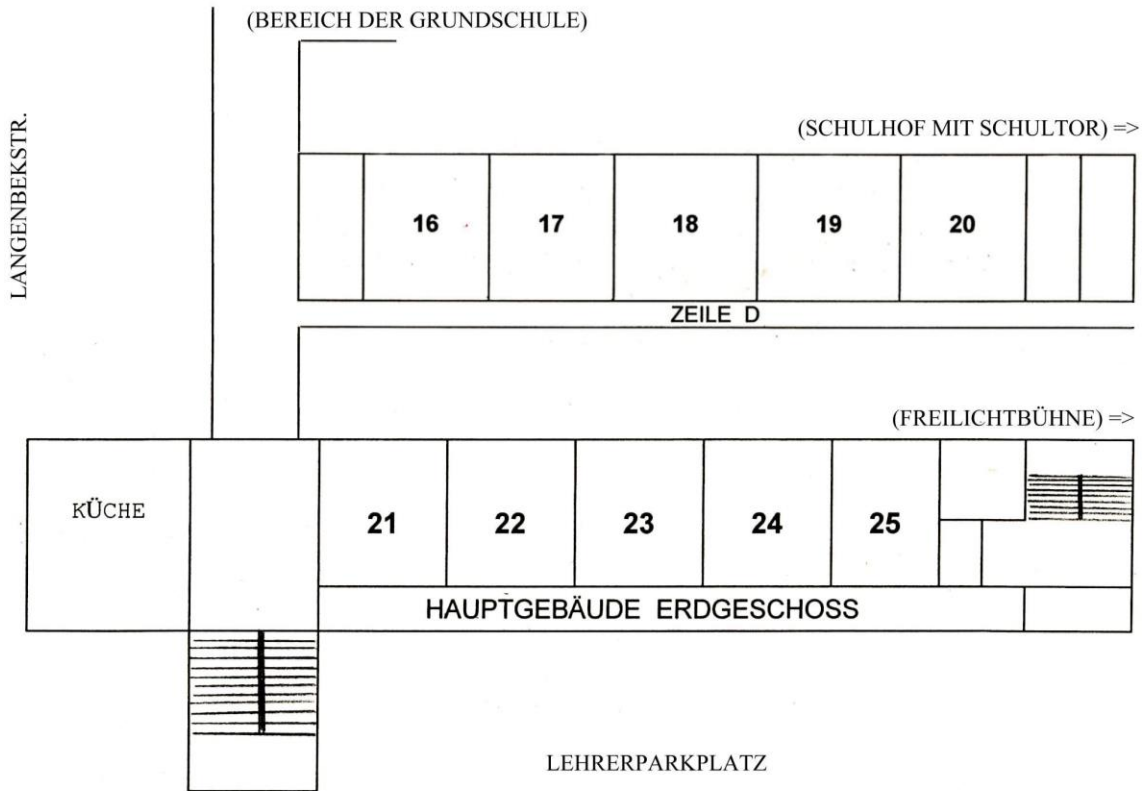 (BEREICH DER GRUNDSCHULE)
LANGENBEKSTR.
(SCHULHOF MIT SCHULTOR) =>
16
17
18
19
20
ZEILE D
(FREILICHTBÜHNE) =>
KÜCHE
21
22
23
24
25
HAUPTGEBÄUDE ERDGESCHOSS
LEHRERPARKPLATZ